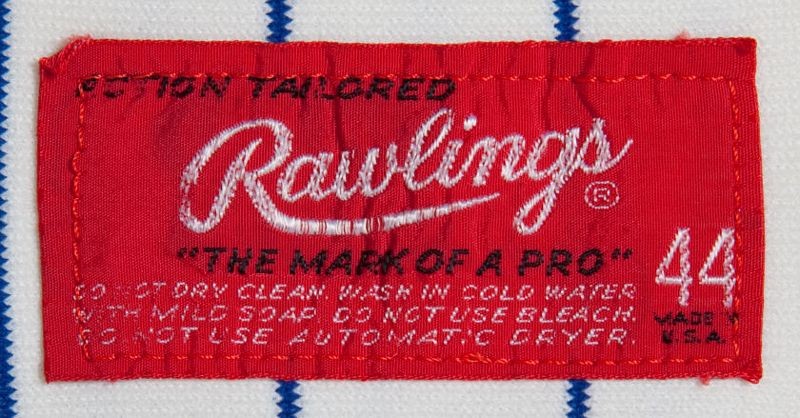 ACTION TAILORED
Rawlings®
"THE MARK OF A PRO"
44
DO NOT DRY CLEAN. WASH IN COLD WATER
WITH MILD SOAP. DO NOT USE BLEACH.
DO NOT USE AUTOMATIC DRYER.
MADE IN
U.S.A.